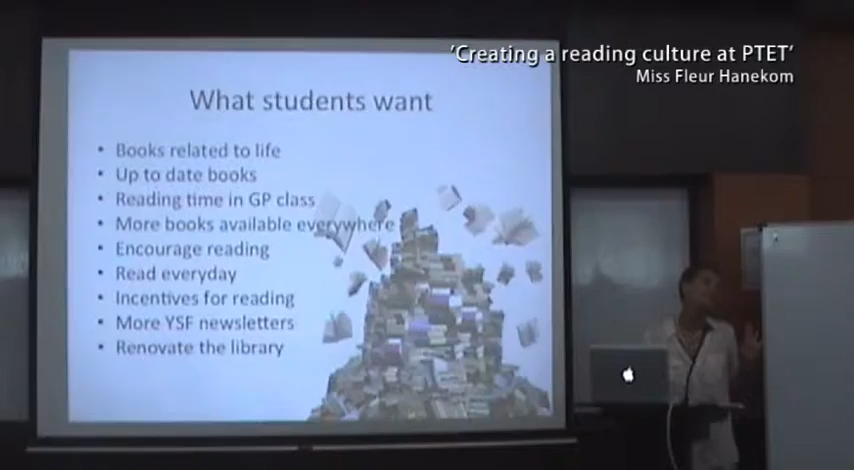 'Creating a reading culture at PTET'
Miss Fleur Hanekom
What students want
• Books related to life
• Up to date books
• Reading time in GP class
• More books available everywhere
• Encourage reading
• Read everyday
• Incentives for reading
• More YSF newsletters
• Renovate the library